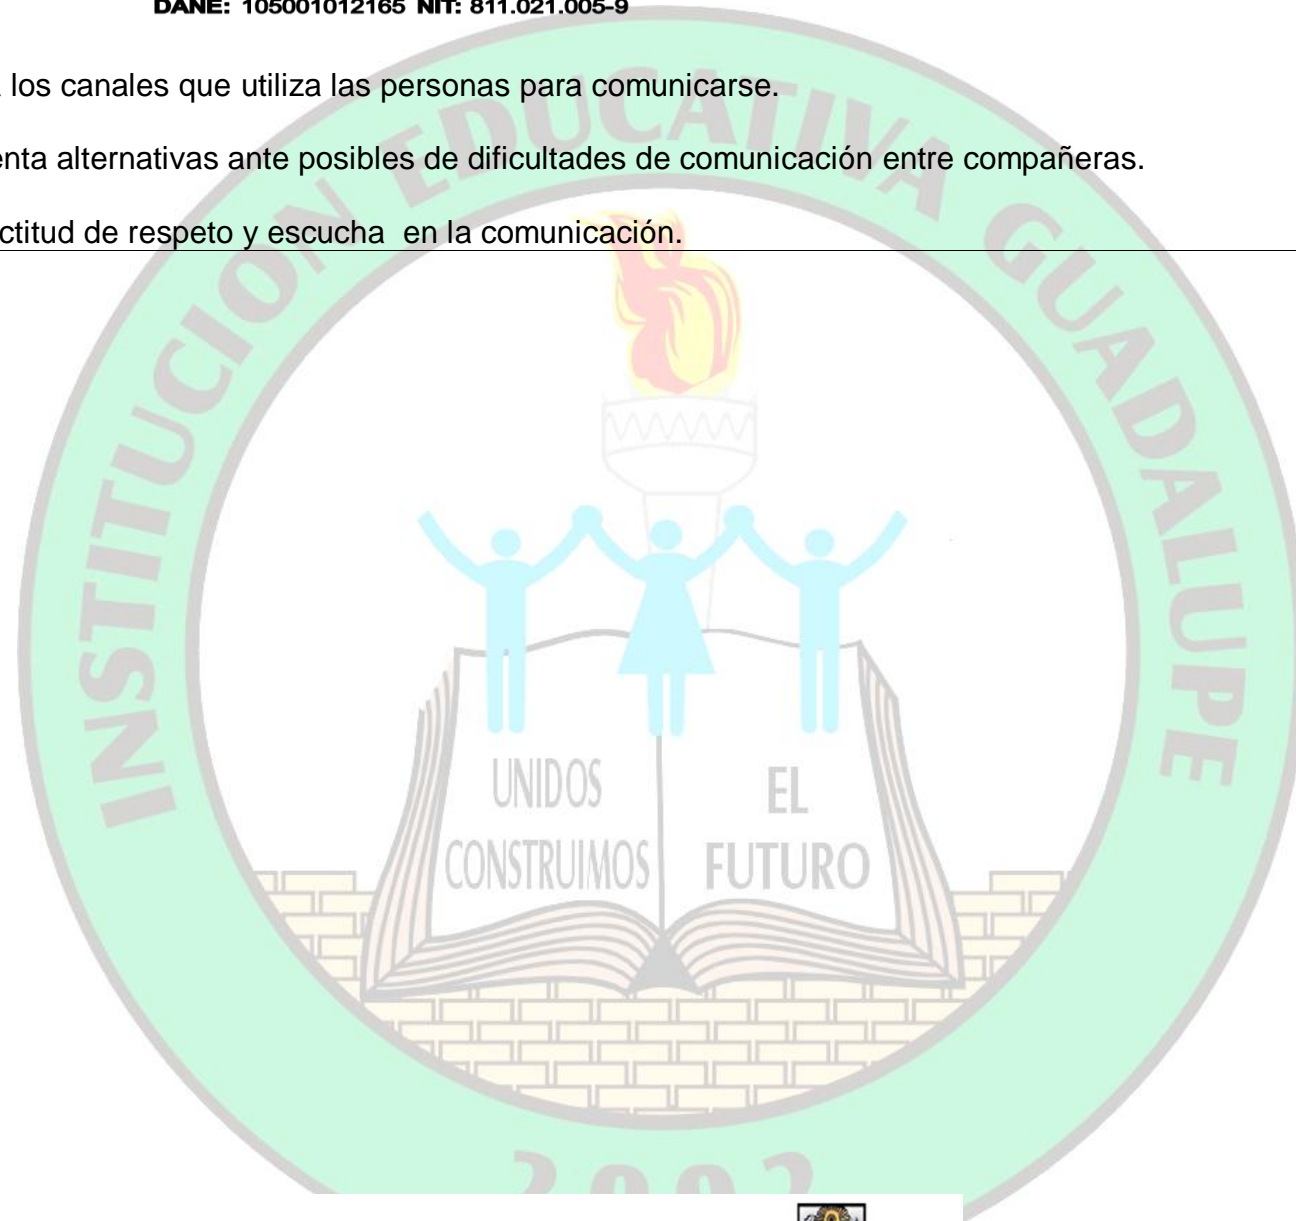 DANE: 105001012165 NIT: 811.021.005-9
los canales que utiliza las personas para comunicarse.
enta alternativas ante posibles de dificultades de comunicación entre compañeras.
ctitud de respeto y escucha en la comunicación.
INSTITUCION EDUCATIVA GUADALUPE
UNIDOS EL
CONSTRUIMOS FUTURO
2002